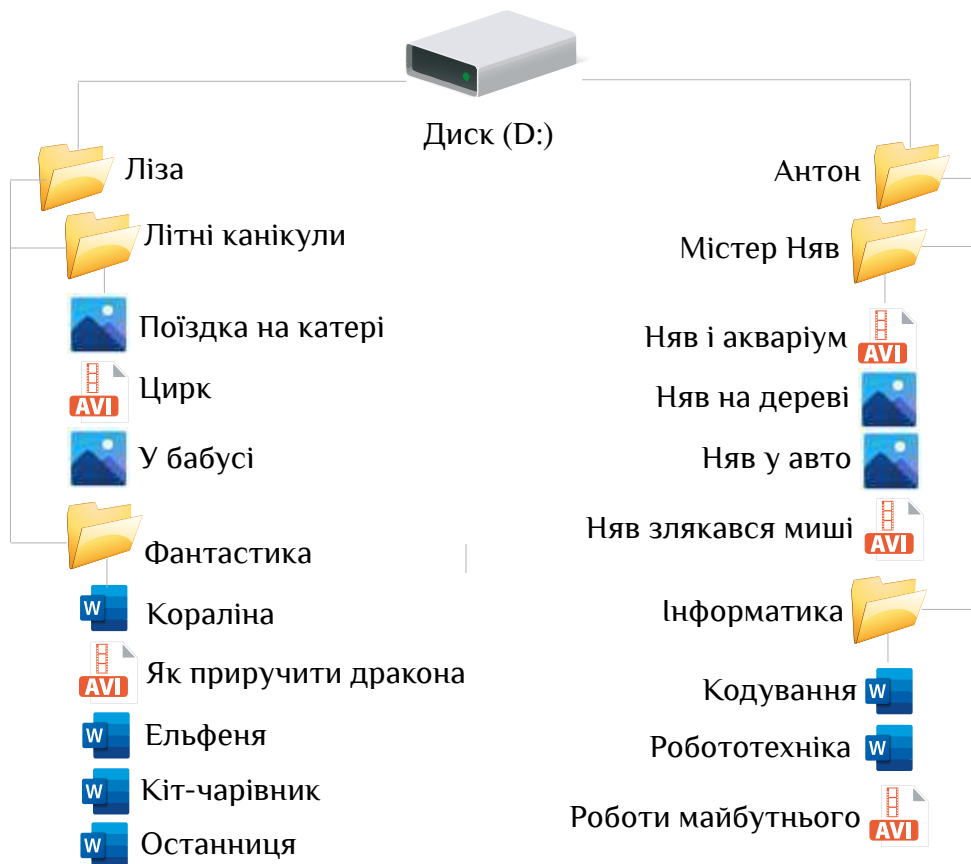 Диск (D:)
Ліза
Літні канікули
Поїздка на катері
AVI
Цирк
У бабусі
Фантастика
W
Кораліна
AVI
Як приручити дракона
W
Ельфеня
W
Кіт-чарівник
W
Останниця
Антон
Містер Няв
Няв і акваріум
AVI
Няв на дереві
Няв у авто
Няв злякався миші
AVI
Інформатика
Кодування
W
Робототехніка
W
Роботи майбутнього
AVI